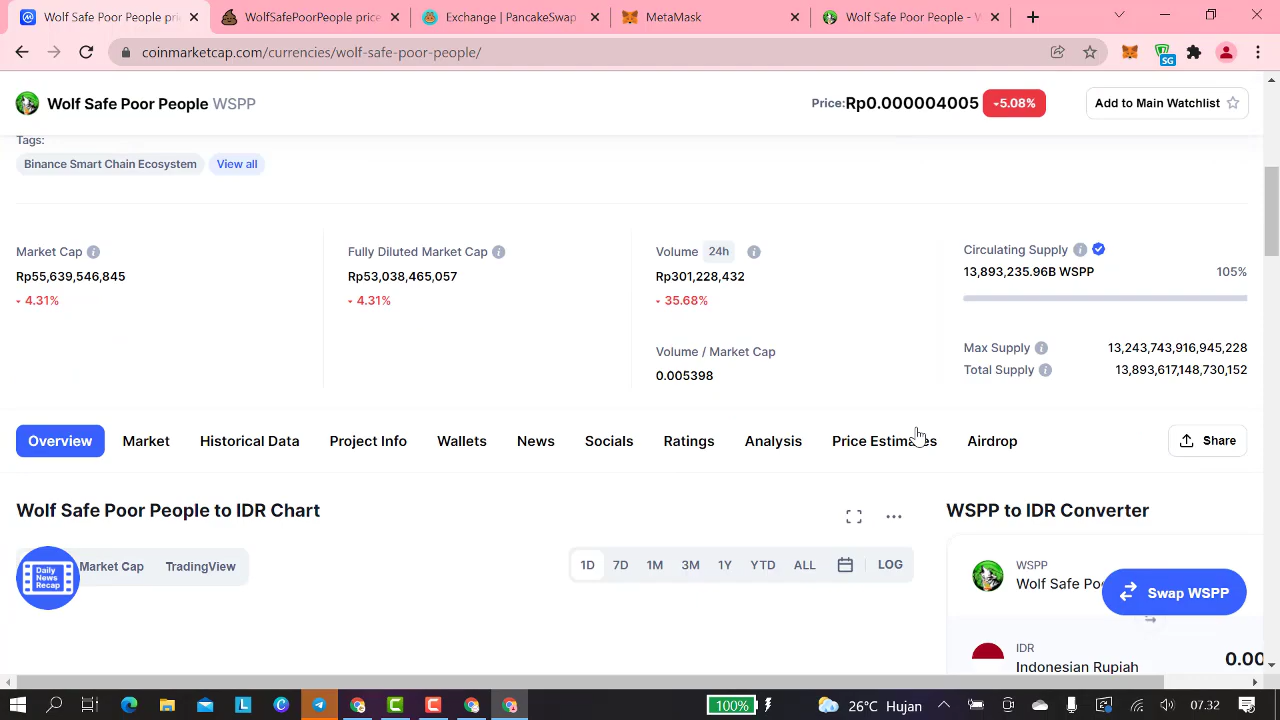 Wolf Safe Poor People pri
WolfSafePoorPeople price
Exchange | PancakeSwap
MetaMask
Wolf Safe Poor People - W
coinmarketcap.com/currencies/wolf-safe-poor-people/
SG
Wolf Safe Poor People WSPP
Price:Rp0.000004005
5.08%
Add to Main Watchlist
Tags:
Binance Smart Chain Ecosystem
View all
Market Cap
Rp55,639,546,845
4.31%
Fully Diluted Market Cap
Rp53,038,465,057
4.31%
Volume 24h
Rp301,228,432
35.68%
Volume / Market Cap
0.005398
Circulating Supply
13,893,235.96B WSPP 105%
Max Supply 13,243,743,916,945,228
Total Supply 13,893,617,148,730,152
Overview Market Historical Data Project Info Wallets News Socials Ratings Analysis Price Estimates Airdrop
Share
Wolf Safe Poor People to IDR Chart
Daily
News
Recap
Market Cap TradingView
1D 7D 1M 3M 1Y YTD ALL LOG
WSPP to IDR Converter
WSPP
Wolf Safe Po
Swap WSPP
IDR
Indonesian Rupiah
0.00
L
100%
26°C Hujan
07.32